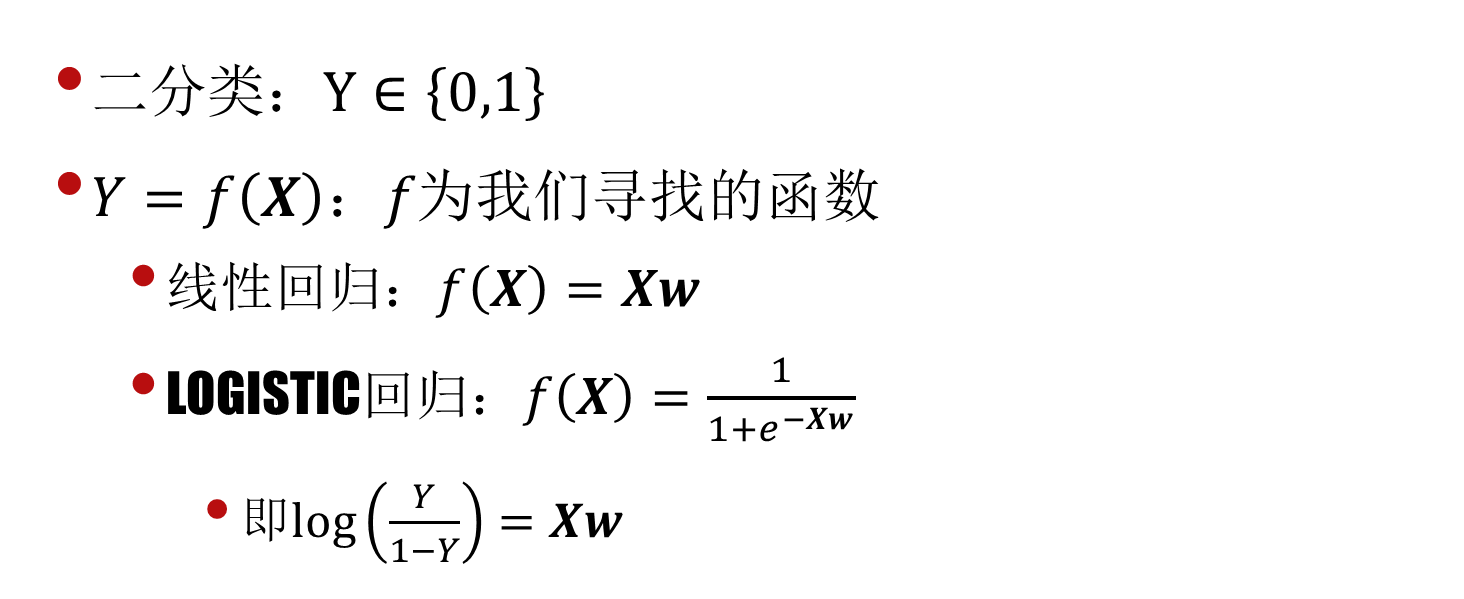 • 二分类：Y ∈ {0,1}
• Y = f(X)：f为我们寻找的函数
• 线性回归：f(X) = Xw
• LOGISTIC回归：f(X) = \frac{1}{1+e^{-Xw}}
• 即log(\frac{Y}{1−Y}) = Xw